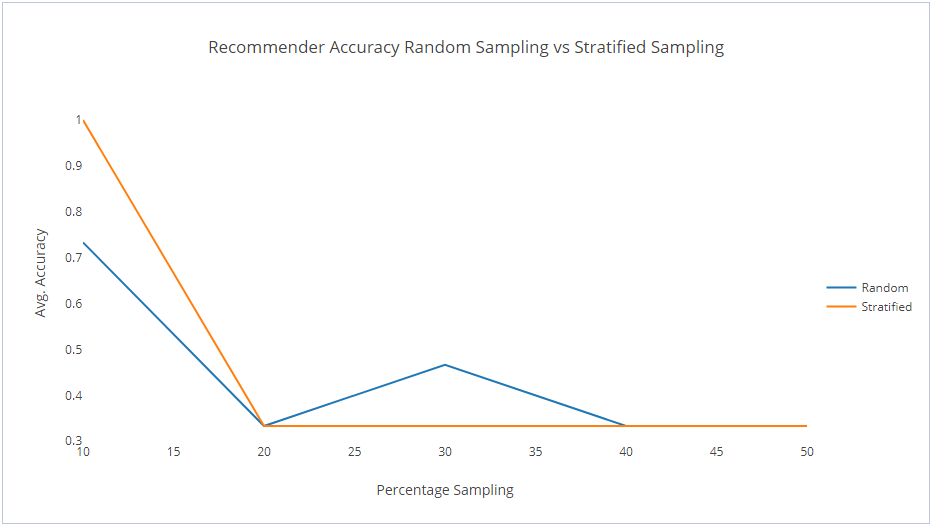 Recommender Accuracy Random Sampling vs Stratified Sampling
1
0.9
0.8
0.7
0.6
0.5
0.4
0.3
Avg. Accuracy
10 15 20 25 30 35 40 45 50
Percentage Sampling
Random
Stratified